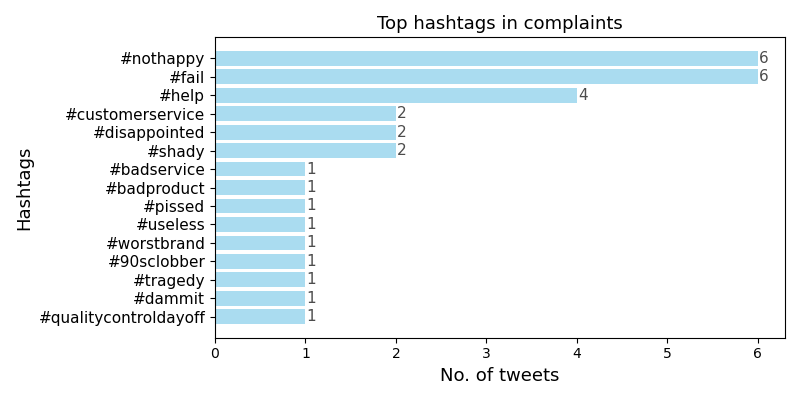 Top hashtags in complaints
#nothappy 6
#fail 6
#help 4
#customerservice 2
#disappointed 2
#shady 2
#badservice 1
#badproduct 1
#pissed 1
#useless 1
#worstbrand 1
#90sclobber 1
#tragedy 1
#dammit 1
#qualitycontroldayoff 1
Hashtags
0 1 2 3 4 5 6
No. of tweets